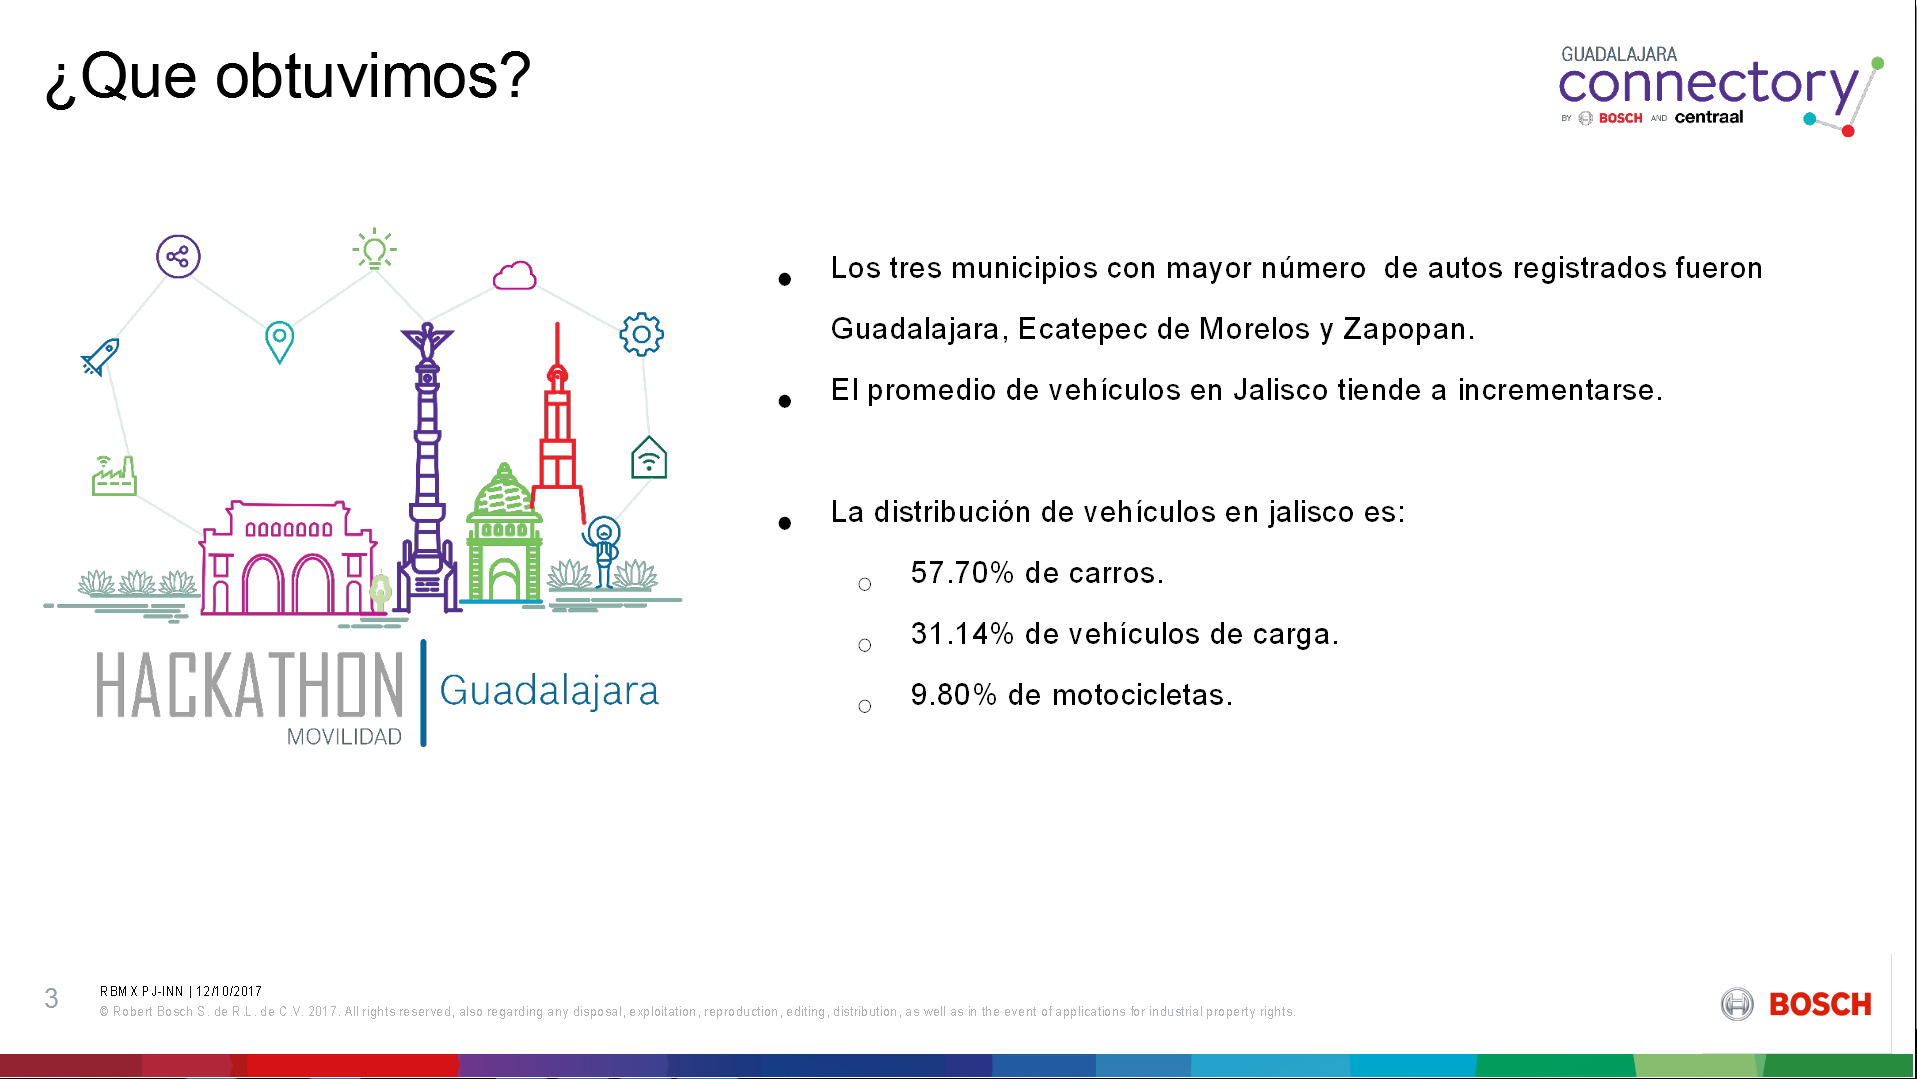 ¿Que obtuvimos?
GUADALAJARA
connectory
BY BOSCH AND centraal
• Los tres municipios con mayor número de autos registrados fueron
Guadalajara, Ecatepec de Morelos y Zapopan.
• El promedio de vehículos en Jalisco tiende a incrementarse.
• La distribución de vehículos en jalisco es:
○ 57.70% de carros.
○ 31.14% de vehículos de carga.
○ 9.80% de motocicletas.
HACKATHON
MOVILIDAD
Guadalajara
3
RBMX PJ-INN | 12/10/2017
© Robert Bosch S. de R.L. de C.V. 2017. All rights reserved, also regarding any disposal, exploitation, reproduction, editing, distribution, as well as in the event of applications for industrial property rights.
BOSCH